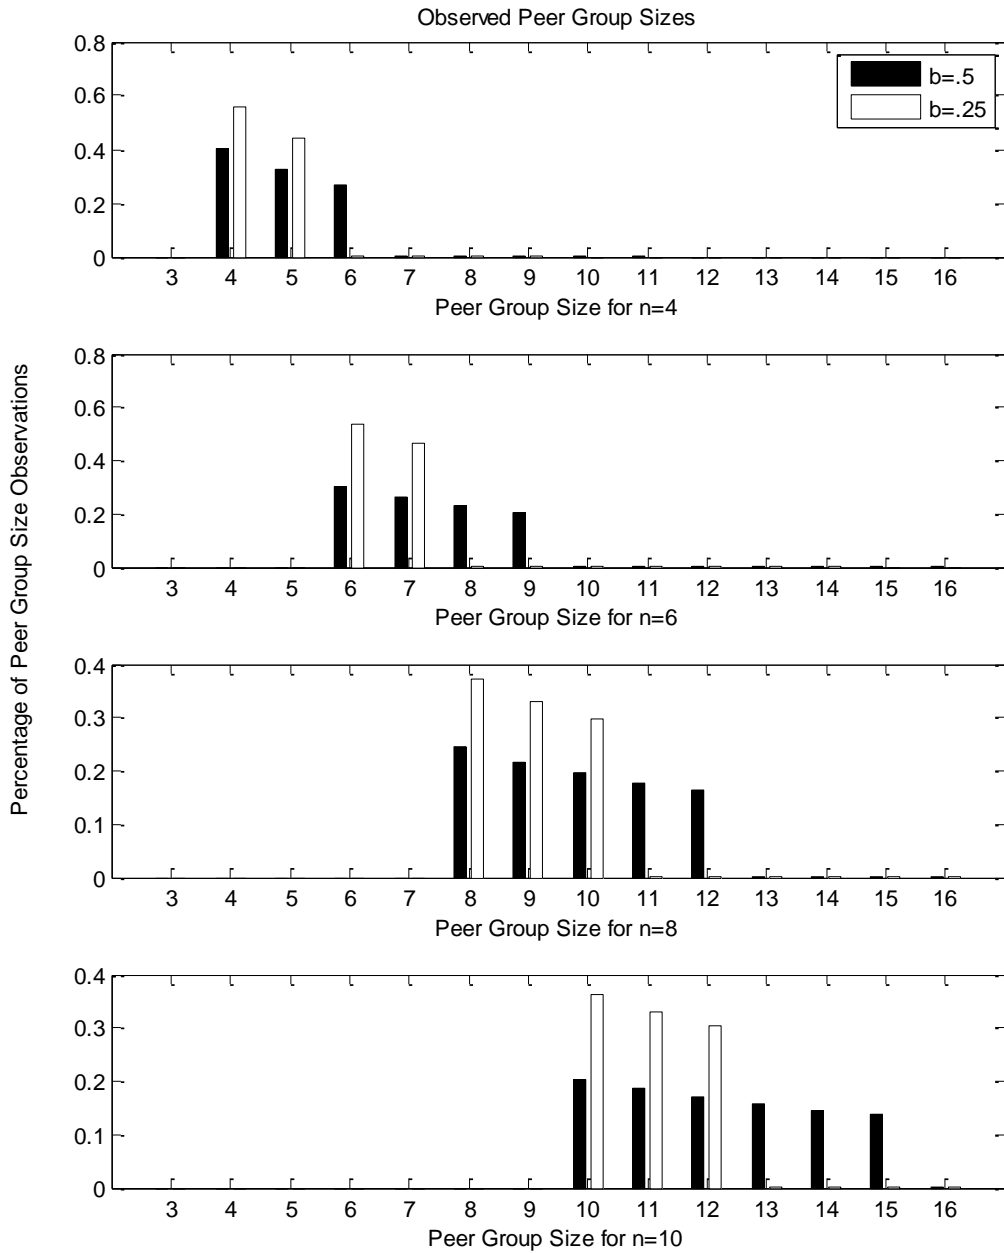 Observed Peer Group Sizes
b=.5
b=.25
0.8
0.6
0.4
0.2
0
3 4 5 6 7 8 9 10 11 12 13 14 15 16
Peer Group Size for n=4
0.8
0.6
0.4
0.2
0
3 4 5 6 7 8 9 10 11 12 13 14 15 16
Peer Group Size for n=6
Percentage of Peer Group Size Observations
0.4
0.3
0.2
0.1
0
3 4 5 6 7 8 9 10 11 12 13 14 15 16
Peer Group Size for n=8
0.4
0.3
0.2
0.1
0
3 4 5 6 7 8 9 10 11 12 13 14 15 16
Peer Group Size for n=10